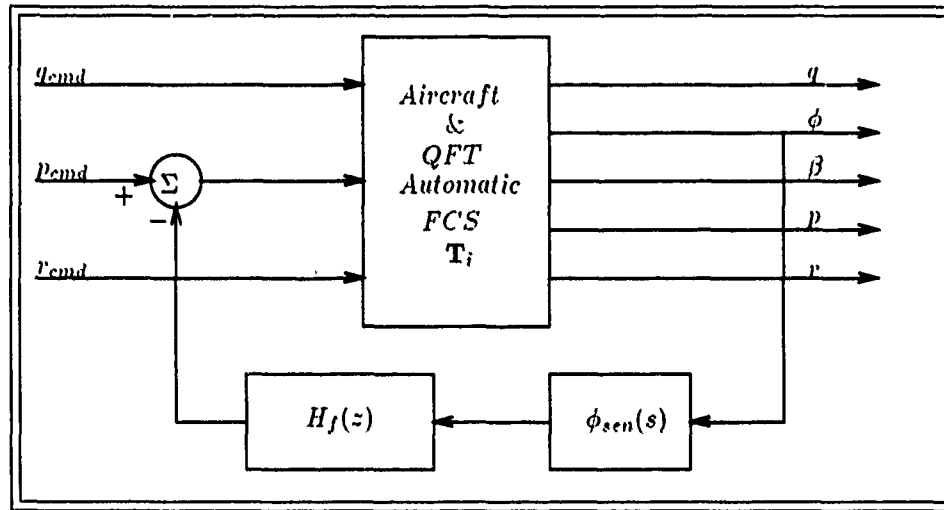 q_cmd
p_cmd
r_cmd
+
Σ
−
Aircraft
&
QFT
Automatic
FCS
T_i
q
ϕ
β
p
r
H_f(z)
ϕ_sen(s)